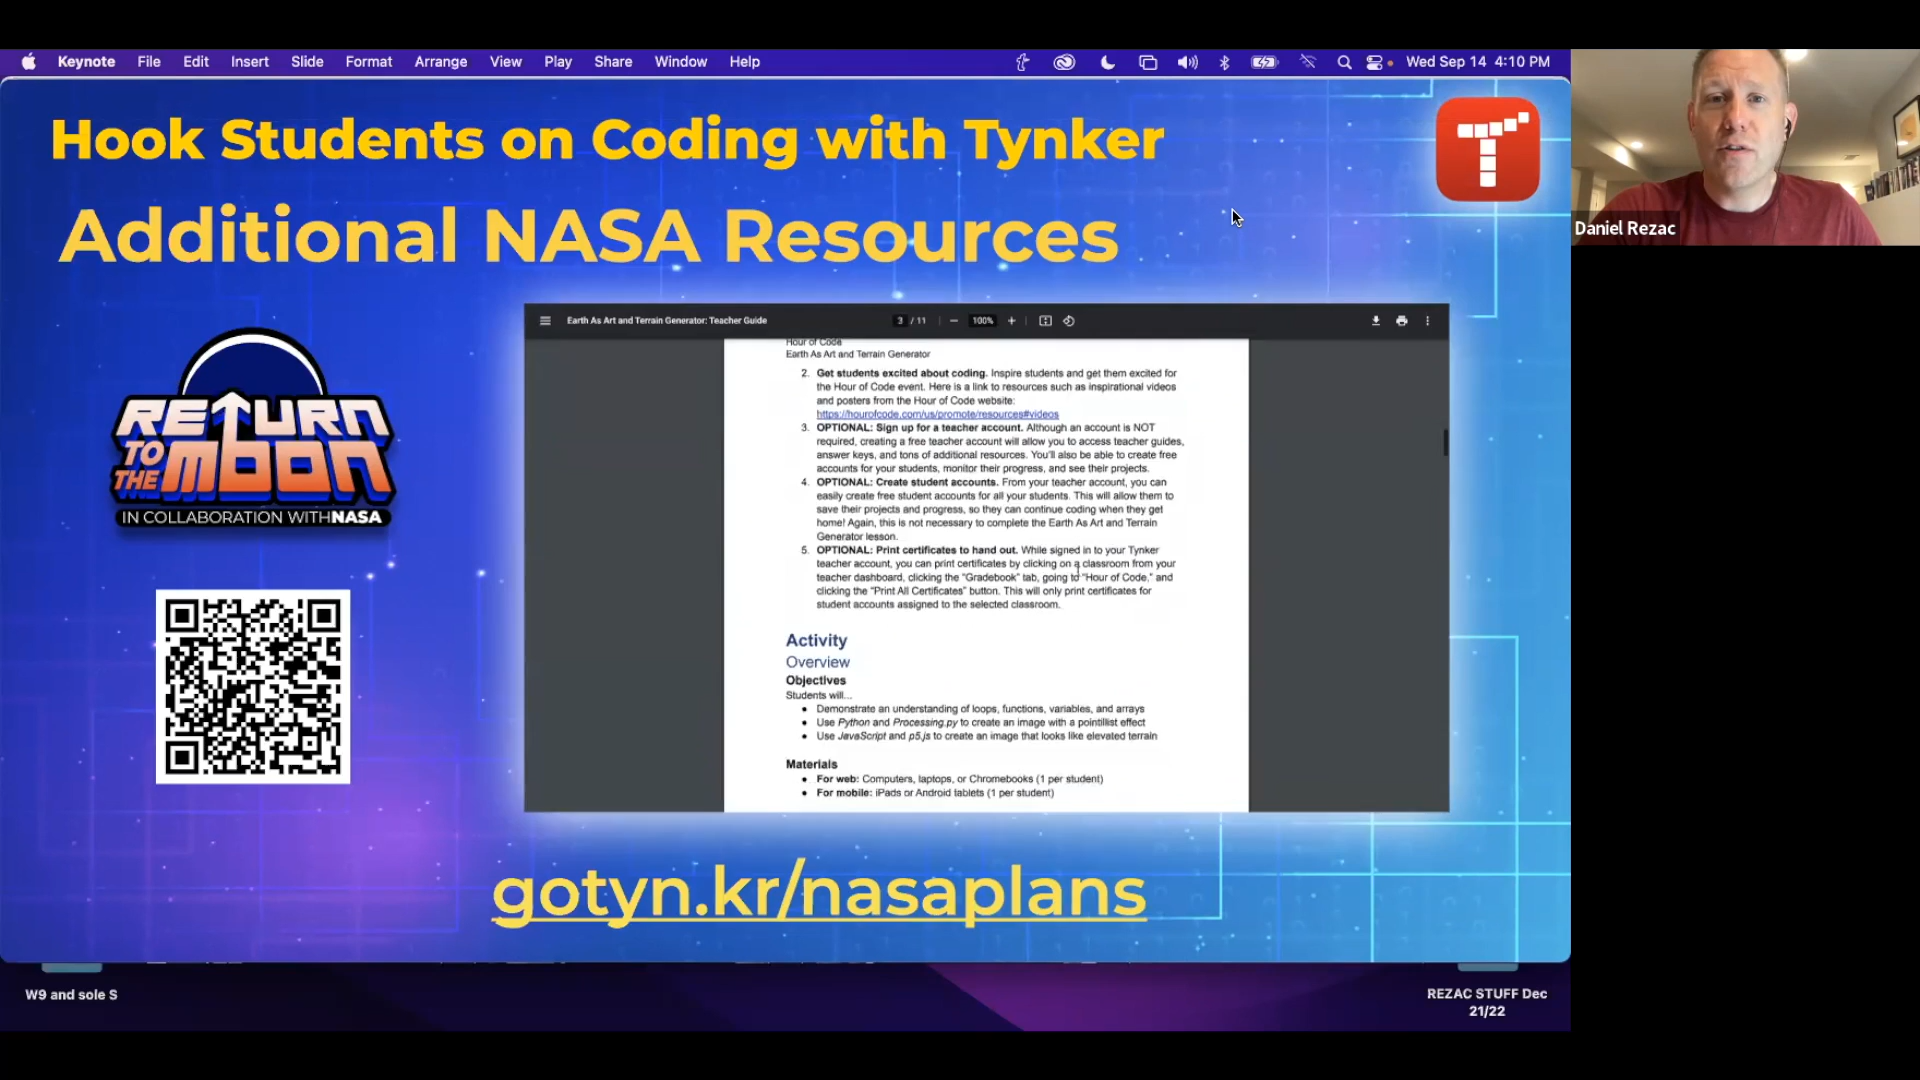 Keynote File Edit Insert Slide Format Arrange View Play Share Window Help
Wed Sep 14 4:10 PM
Hook Students on Coding with Tynker
Additional NASA Resources
Daniel Rezac
Earth As Art and Terrain Generator: Teacher Guide
3 / 11
100%
Hour of Code
Earth As Art and Terrain Generator
2. Get students excited about coding. Inspire students and get them excited for
the Hour of Code event. Here is a link to resources such as inspirational videos
and posters from the Hour of Code website:
https://hourofcode.com/us/promote/resources#videos
3. OPTIONAL: Sign up for a teacher account. Although an account is NOT
required, creating a free teacher account will allow you to access teacher guides,
answer keys, and tons of additional resources. You'll also be able to create free
accounts for your students, monitor their progress, and see their projects.
4. OPTIONAL: Create student accounts. From your teacher account, you can
easily create free student accounts for all your students. This will allow them to
save their projects and progress, so they can continue coding when they get
home! Again, this is not necessary to complete the Earth As Art and Terrain
Generator lesson.
5. OPTIONAL: Print certificates to hand out. While signed in to your Tynker
teacher account, you can print certificates by clicking on a classroom from your
teacher dashboard, clicking the "Gradebook" tab, going to "Hour of Code," and
clicking the "Print All Certificates" button. This will only print certificates for
student accounts assigned to the selected classroom.
Activity
Overview
Objectives
Students will...
• Demonstrate an understanding of loops, functions, variables, and arrays
• Use Python and Processing.py to create an image with a pointillist effect
• Use JavaScript and p5.js to create an image that looks like elevated terrain
Materials
• For web: Computers, laptops, or Chromebooks (1 per student)
• For mobile: iPads or Android tablets (1 per student)
RETURN
TO
THE MOON
IN COLLABORATION WITH NASA
gotyn.kr/nasaplans
W9 and sole S
REZAC STUFF Dec
21/22